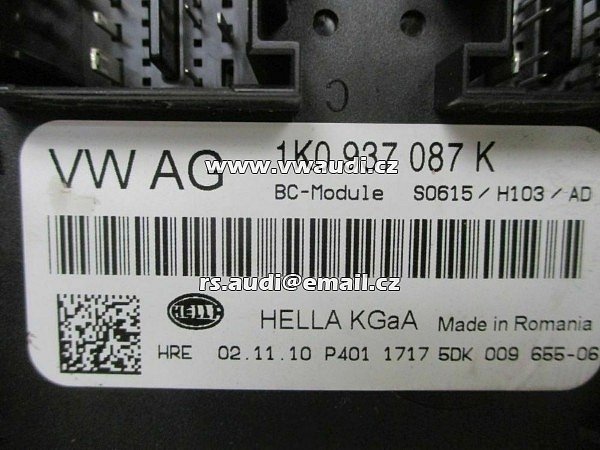 C
VW AG 1K0 937 087 K
www.vwaudi.cz
BC-Module S0615 / H103 / AD
rs.audi@email.cz
HELLA HELLA KGaA Made in Romania
HRE 02.11.10 P401 1717 5DK 009 655-06